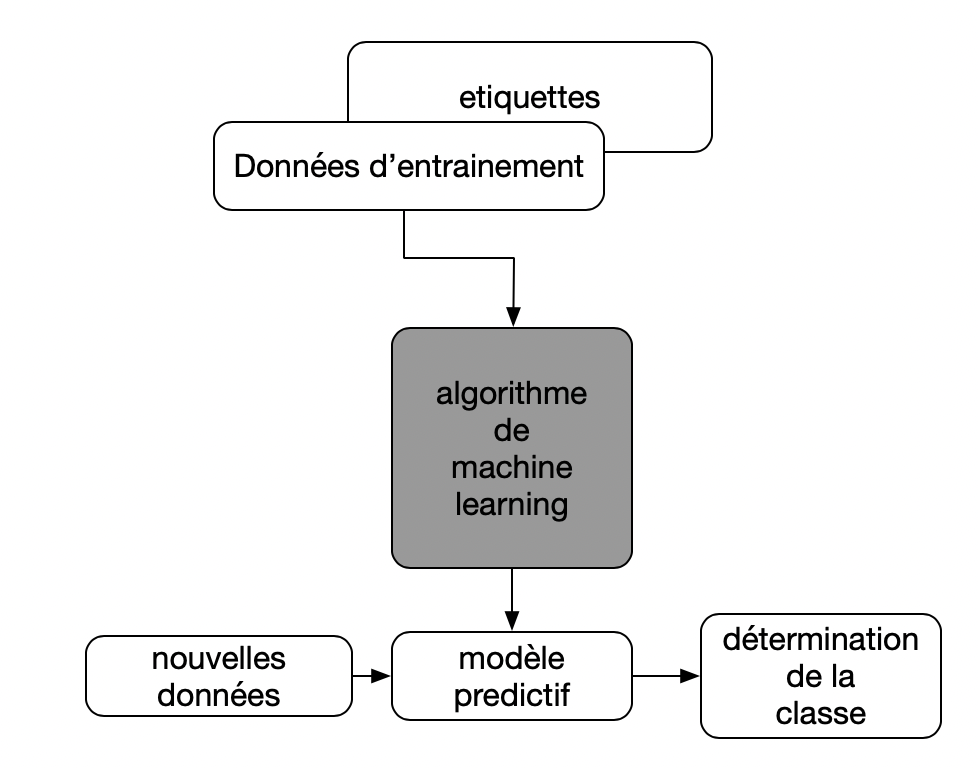 etiquettes
Données d’entrainement
algorithme
de
machine
learning
nouvelles
données
modèle
predictif
détermination
de la
classe